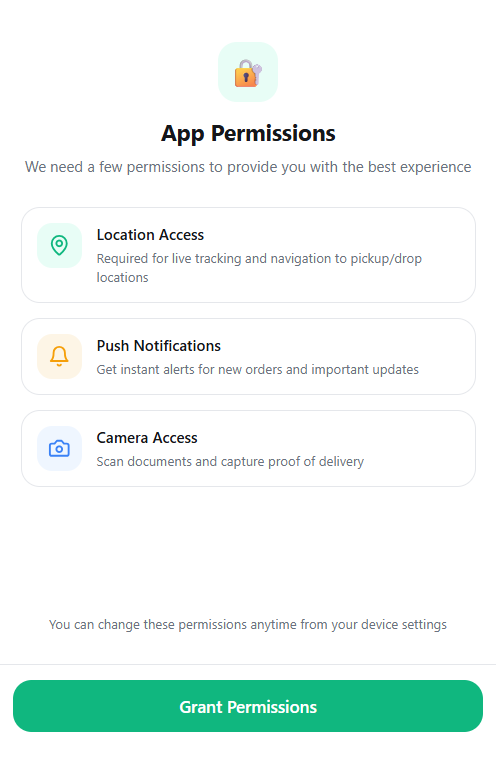 App Permissions
We need a few permissions to provide you with the best experience
Location Access
Required for live tracking and navigation to pickup/drop
locations
Push Notifications
Get instant alerts for new orders and important updates
Camera Access
Scan documents and capture proof of delivery
You can change these permissions anytime from your device settings
Grant Permissions